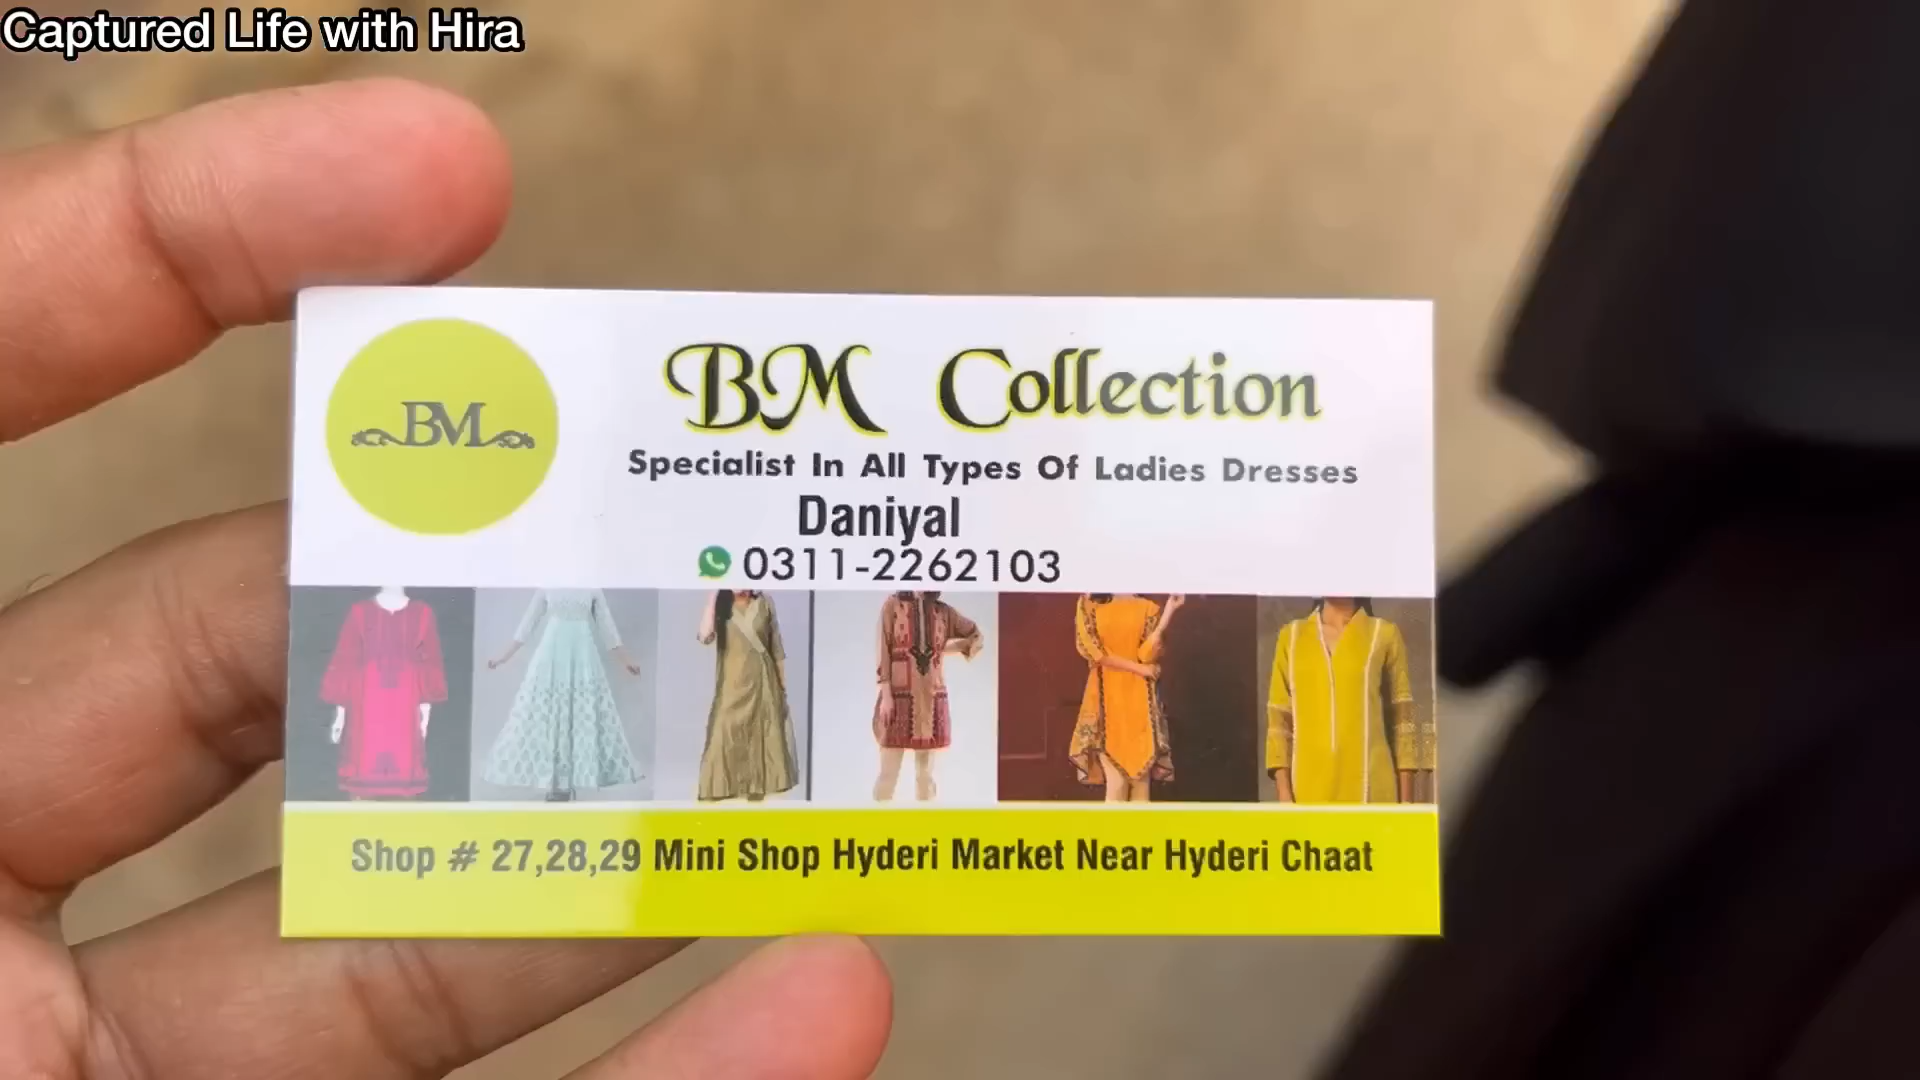 Captured Life with Hira
BM
BM Collection
Specialist In All Types Of Ladies Dresses
Daniyal
0311-2262103
Shop # 27,28,29 Mini Shop Hyderi Market Near Hyderi Chaat